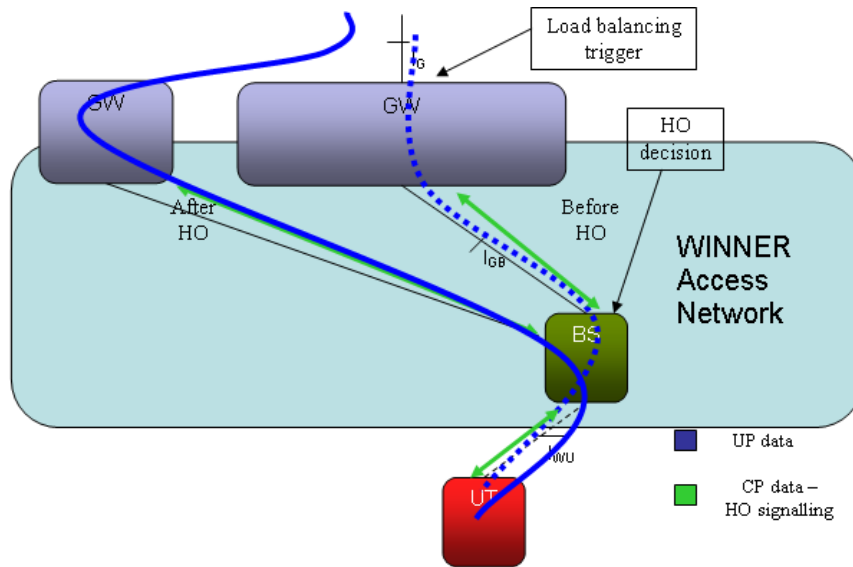 Load balancing
trigger
I_G
GW
GW
HO
decision
After
HO
Before
HO
I_GB
WINNER
Access
Network
BS
I_WU
UT
UP data
CP data –
HO signalling